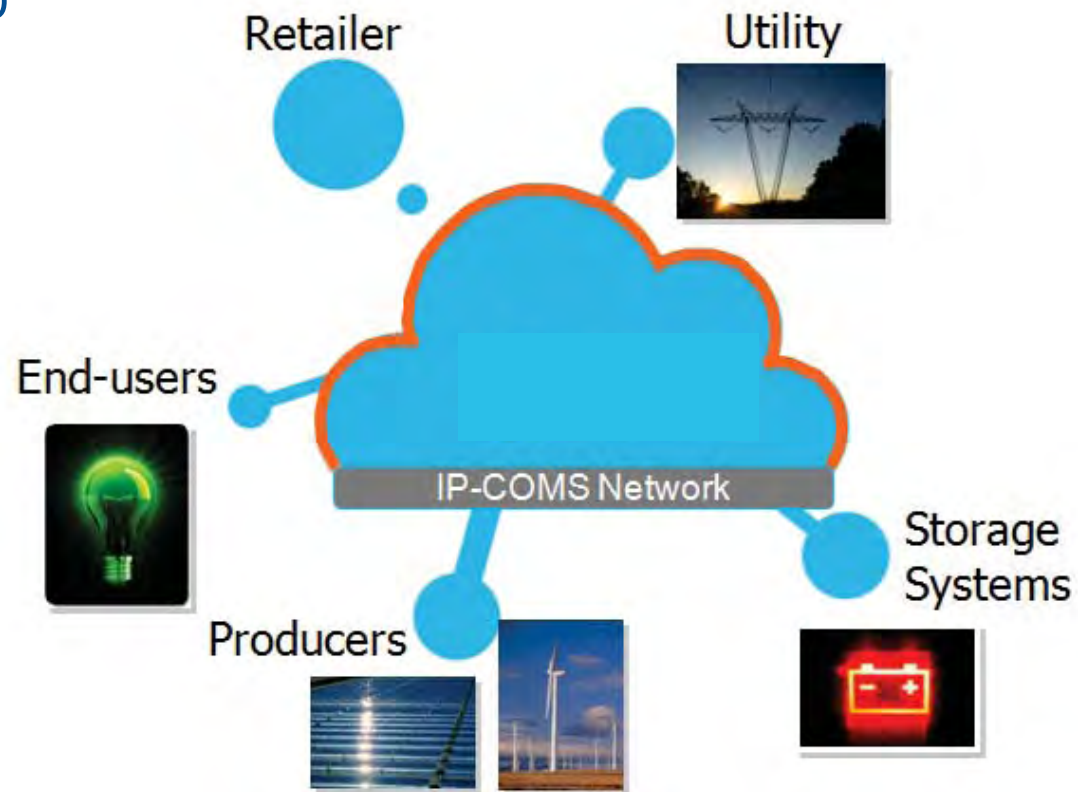 Retailer
Utility
End-users
IP-COMS Network
Storage
Systems
Producers
- +